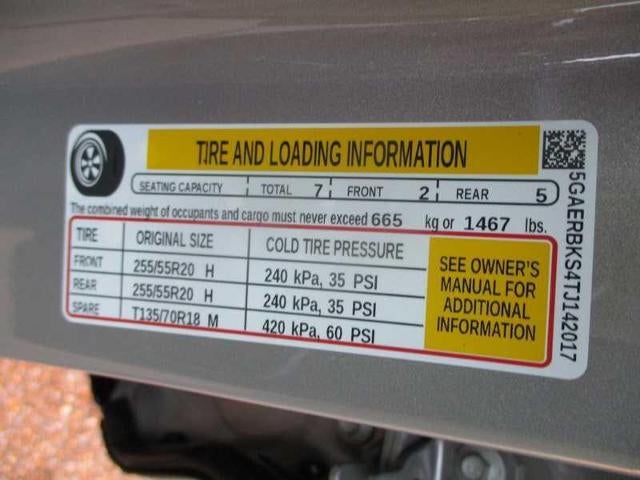 TIRE AND LOADING INFORMATION
SEATING CAPACITY TOTAL 7 FRONT 2 REAR 5
The combined weight of occupants and cargo must never exceed 665 kg or 1467 lbs.
TIRE ORIGINAL SIZE COLD TIRE PRESSURE
FRONT 255/55R20 H 240 kPa, 35 PSI
REAR 255/55R20 H 240 kPa, 35 PSI
SPARE T135/70R18 M 420 kPa, 60 PSI
SEE OWNER'S
MANUAL FOR
ADDITIONAL
INFORMATION
5GAERBKS4TJ142017